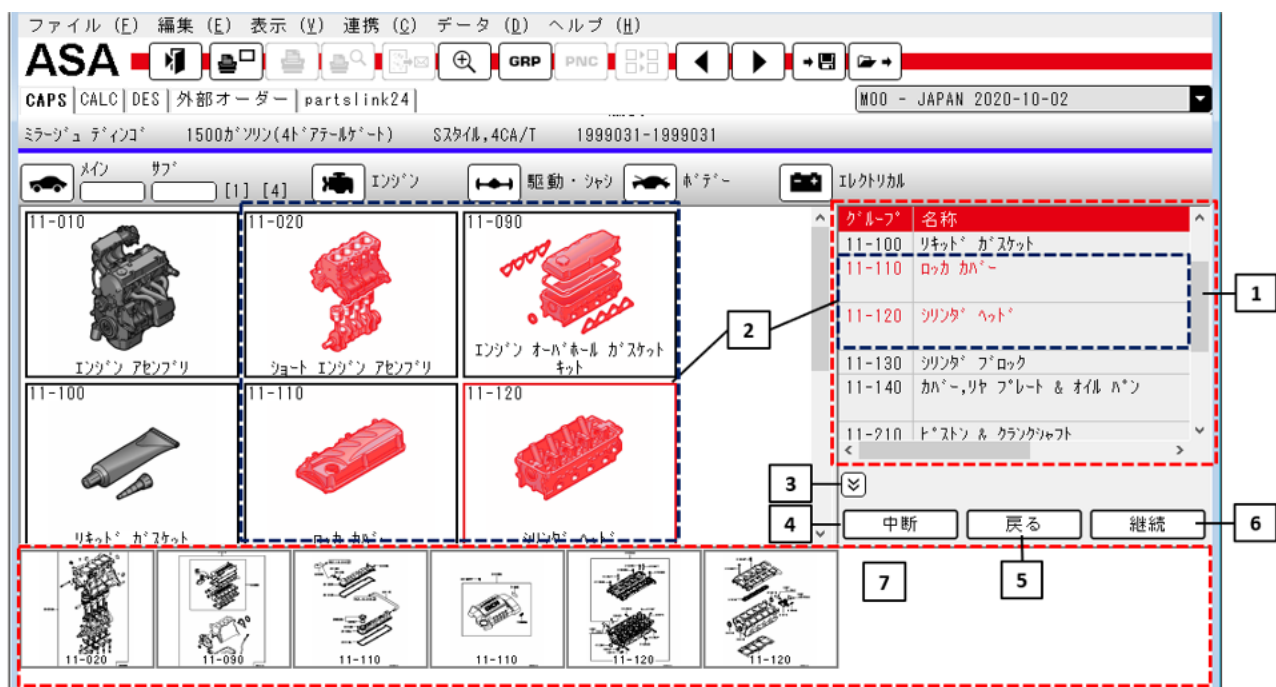 ファイル (F) 編集 (E) 表示 (V) 連携 (C) データ (D) ヘルプ (H)
ASA GRP PNC
CAPS CALC DES 外部オーダー partslink24 M00 - JAPAN 2020-10-02
ﾐﾗｰｼﾞｭ ﾃﾞｨﾝｺﾞ 1500ｶﾞｿﾘﾝ(4ﾄﾞｱﾃｰﾙｹﾞｰﾄ) Sｽﾀｲﾙ,4CA/T 1999031-1999031
ﾒｲﾝ ｻﾌﾞ [1] [4] ｴﾝｼﾞﾝ 駆動・ｼｬｼ ﾎﾞﾃﾞｰ ｴﾚｸﾄﾘｶﾙ
11-010 11-020 11-090
ｴﾝｼﾞﾝ ｱｾﾝﾌﾞﾘ ｼｮｰﾄ ｴﾝｼﾞﾝ ｱｾﾝﾌﾞﾘ ｴﾝｼﾞﾝ ｵｰﾊﾞﾎｰﾙ ｶﾞｽｹｯﾄ
ｷｯﾄ
11-100 11-110 11-120
ﾘｷｯﾄﾞ ｶﾞｽｹｯﾄ ﾛｯｶ ｶﾊﾞｰ ｼﾘﾝﾀﾞ ﾍｯﾄﾞ
ｸﾞﾙｰﾌﾟ 名称
11-100 ﾘｷｯﾄﾞ ｶﾞｽｹｯﾄ
11-110 ﾛｯｶ ｶﾊﾞｰ
11-120 ｼﾘﾝﾀﾞ ﾍｯﾄﾞ
11-130 ｼﾘﾝﾀﾞ ﾌﾞﾛｯｸ
11-140 ｶﾊﾞｰ,ﾘﾔ ﾌﾟﾚｰﾄ & ｵｲﾙ ﾊﾟﾝ
11-210 ﾋﾟｽﾄﾝ & ｸﾗﾝｸｼｬﾌﾄ
1
2
3
4 中断 戻る 継続 6
7 5
11-020 11-090 11-110 11-110 11-120 11-120